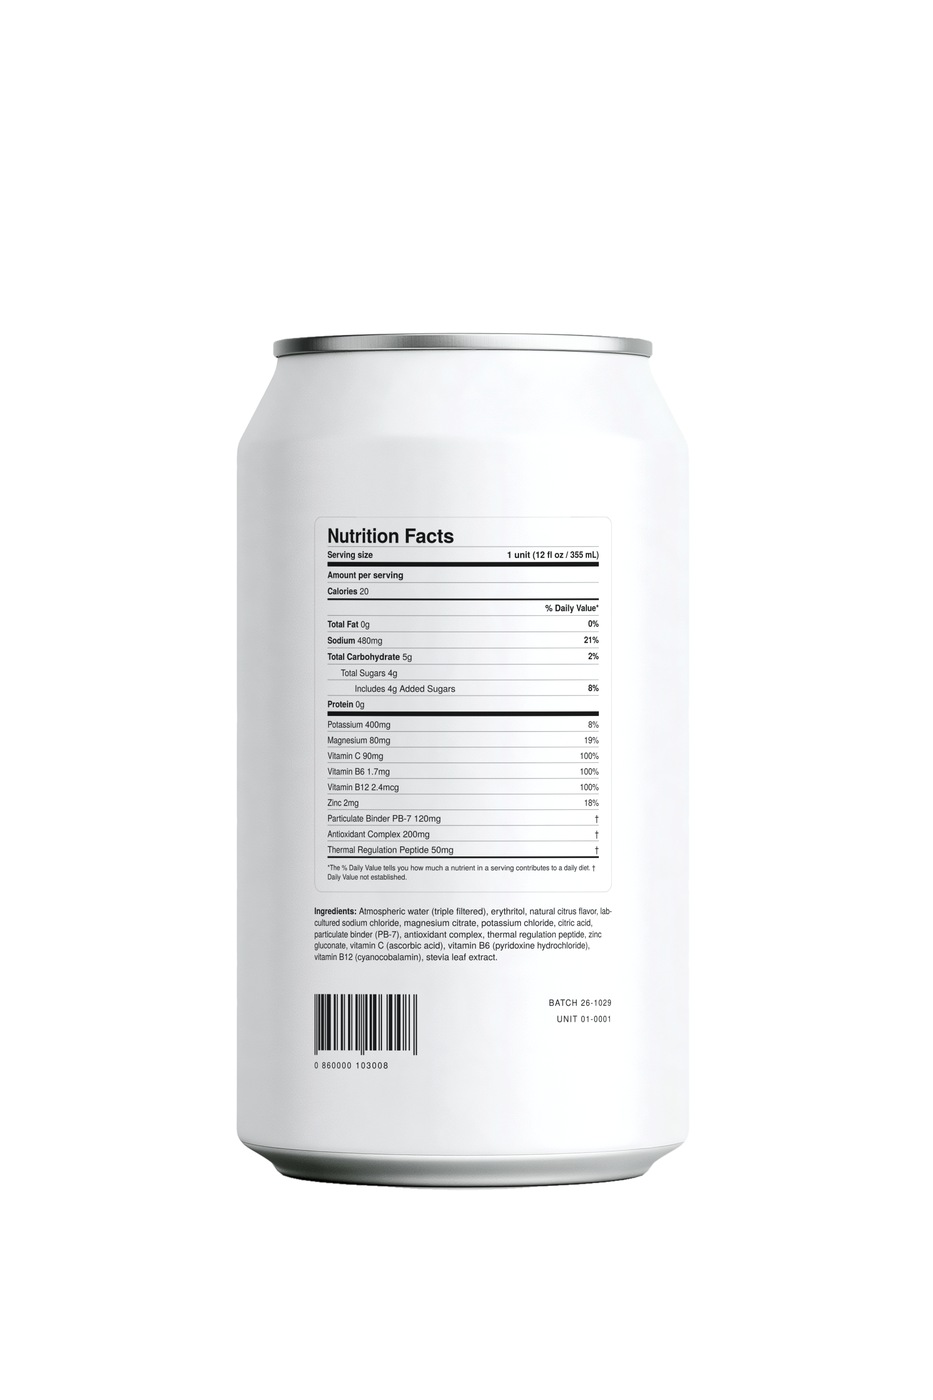 Nutrition Facts
Serving size 1 unit (12 fl oz / 355 mL)
Amount per serving
Calories 20
% Daily Value*
Total Fat 0g 0%
Sodium 480mg 21%
Total Carbohydrate 5g 2%
Total Sugars 4g
Includes 4g Added Sugars 8%
Protein 0g
Potassium 400mg 8%
Magnesium 80mg 19%
Vitamin C 90mg 100%
Vitamin B6 1.7mg 100%
Vitamin B12 2.4mcg 100%
Zinc 2mg 18%
Particulate Binder PB-7 120mg †
Antioxidant Complex 200mg †
Thermal Regulation Peptide 50mg †
*The % Daily Value tells you how much a nutrient in a serving contributes to a daily diet. †
Daily Value not established.
Ingredients: Atmospheric water (triple filtered), erythritol, natural citrus flavor, lab-
cultured sodium chloride, magnesium citrate, potassium chloride, citric acid,
particulate binder (PB-7), antioxidant complex, thermal regulation peptide, zinc
gluconate, vitamin C (ascorbic acid), vitamin B6 (pyridoxine hydrochloride),
vitamin B12 (cyanocobalamin), stevia leaf extract.
BATCH 26-1029
UNIT 01-0001
0 860000 103008